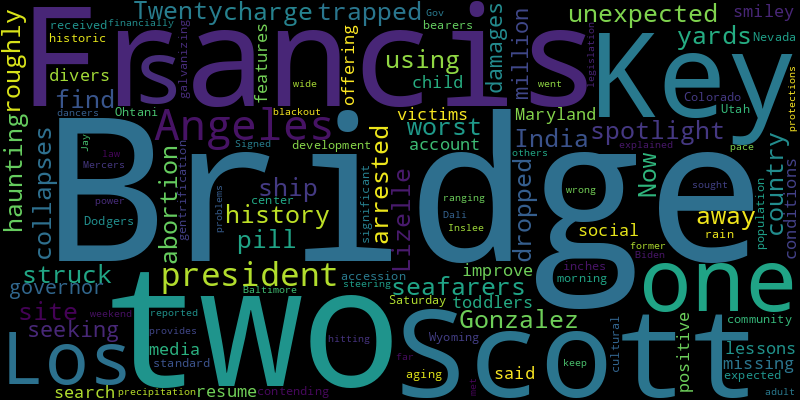 Twenty charge trapped unexpected smiley
received financially Gov bearers
historic wide yards Nevada
roughly galvanizing features offering using damages million legislation
divers child went
find Francis Key Colorado protections
haunting dancers Ohtani blackout victims Maryland Utah
Angeles worst India spotlight
Jay law Signed development account others explained pace
Mercers arrested
collapses abortion gentrification ship dropped Now wrong country conditions
power center significant Lizelle ranging sought
Dodgers problems history Dali away population
Bridge pill Inslee social rain
president former Biden
struck accession improve inches one
governor Baltimore steering seafarers morning
site reported Saturday toddlers
weekend two Gonzalez community
seeking provides hitting Wyoming cultural positive
Los media standard far lessons
Scott missing
aging said keep expected
search precipitation resume contending met adult